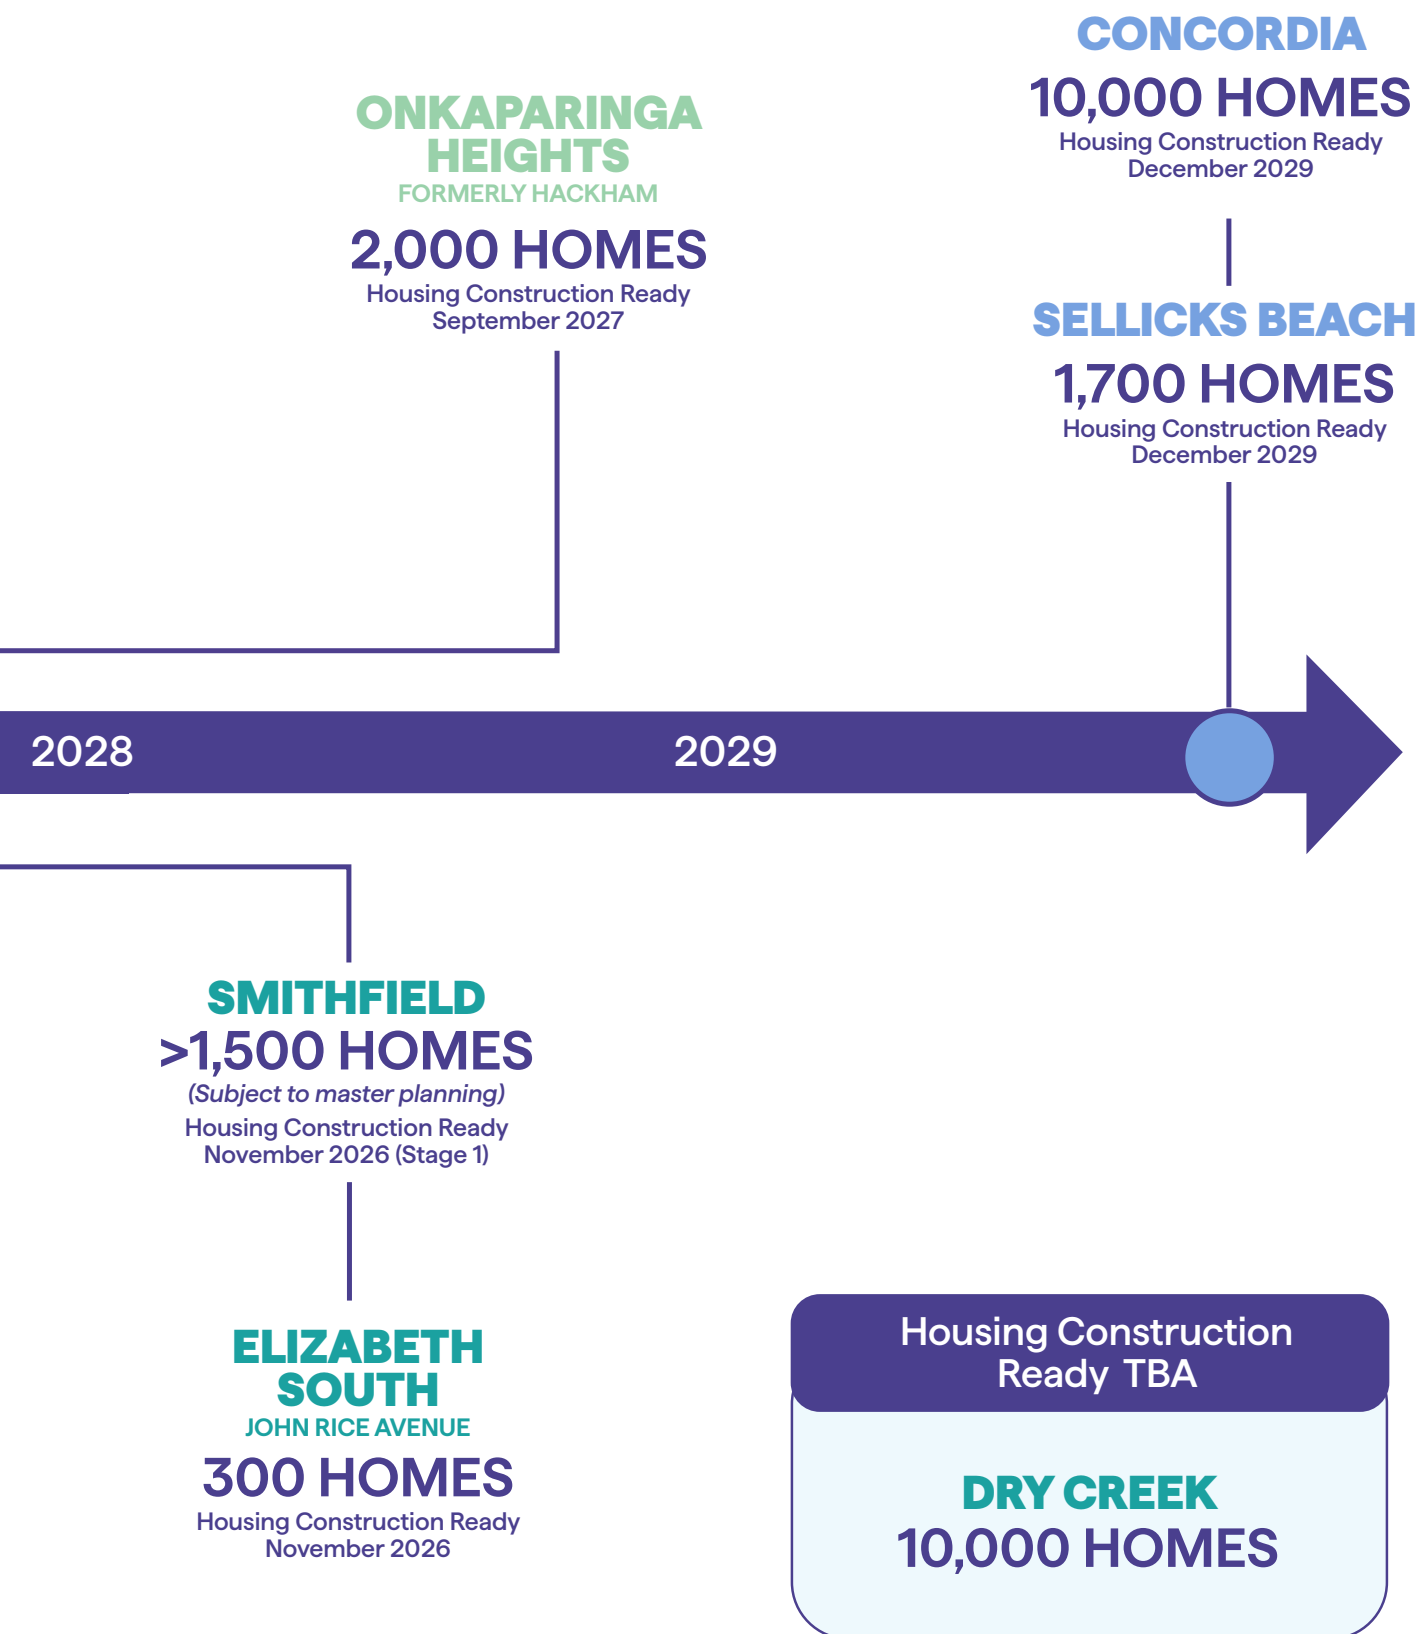 CONCORDIA
10,000 HOMES
Housing Construction Ready
December 2029
ONKAPARINGA
HEIGHTS
FORMERLY HACKHAM
2,000 HOMES
Housing Construction Ready
September 2027
SELLICKS BEACH
1,700 HOMES
Housing Construction Ready
December 2029
2028
2029
SMITHFIELD
>1,500 HOMES
(Subject to master planning)
Housing Construction Ready
November 2026 (Stage 1)
ELIZABETH
SOUTH
JOHN RICE AVENUE
300 HOMES
Housing Construction Ready
November 2026
Housing Construction
Ready TBA
DRY CREEK
10,000 HOMES